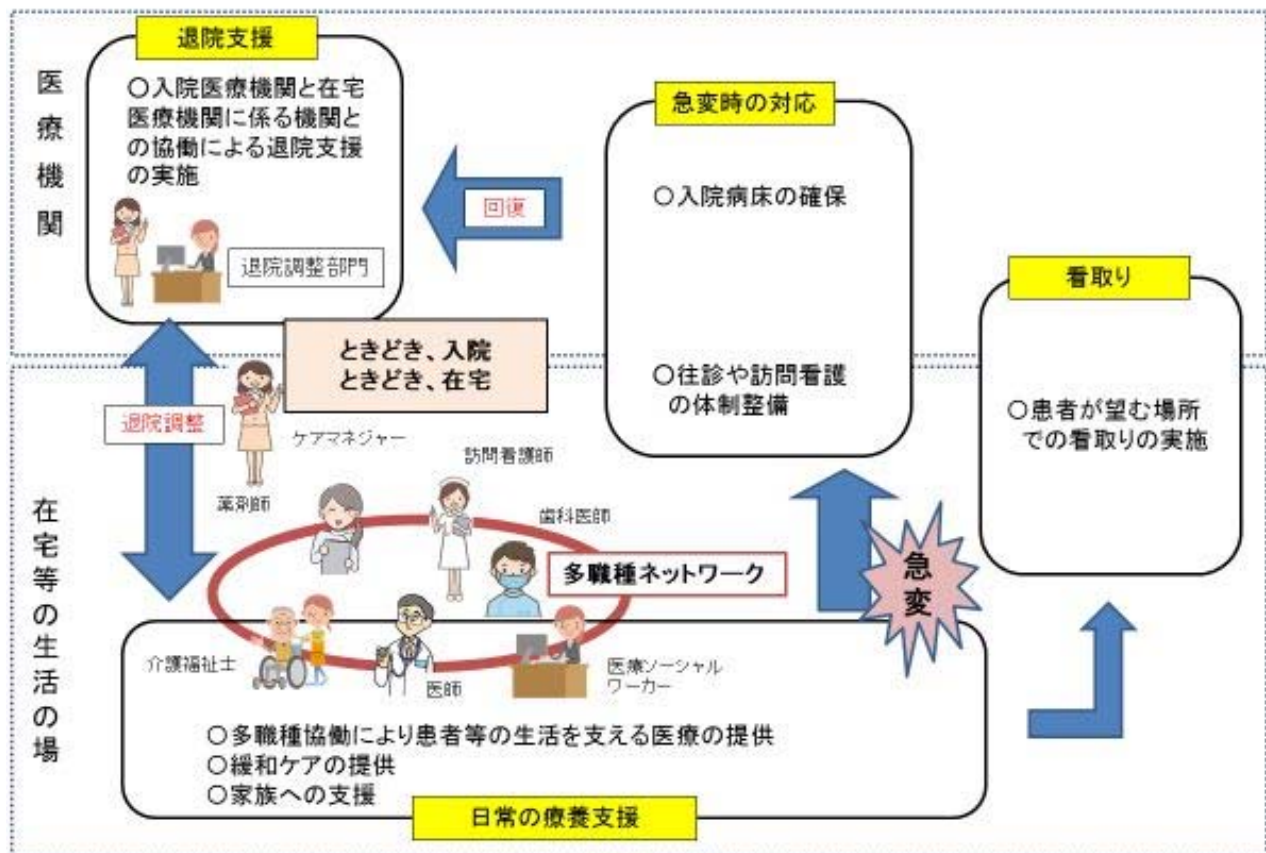 医療機関
退院支援
○入院医療機関と在宅
医療機関に係る機関と
の協働による退院支援
の実施
退院調整部門
回復
急変時の対応
○入院病床の確保
○往診や訪問看護
の体制整備
看取り
○患者が望む場所
での看取りの実施
ときどき、入院
ときどき、在宅
退院調整
在宅等の生活の場
ケアマネジャー
訪問看護師
薬剤師
歯科医師
多職種ネットワーク
急変
介護福祉士
医師
医療ソーシャル
ワーカー
○多職種協働により患者等の生活を支える医療の提供
○緩和ケアの提供
○家族への支援
日常の療養支援